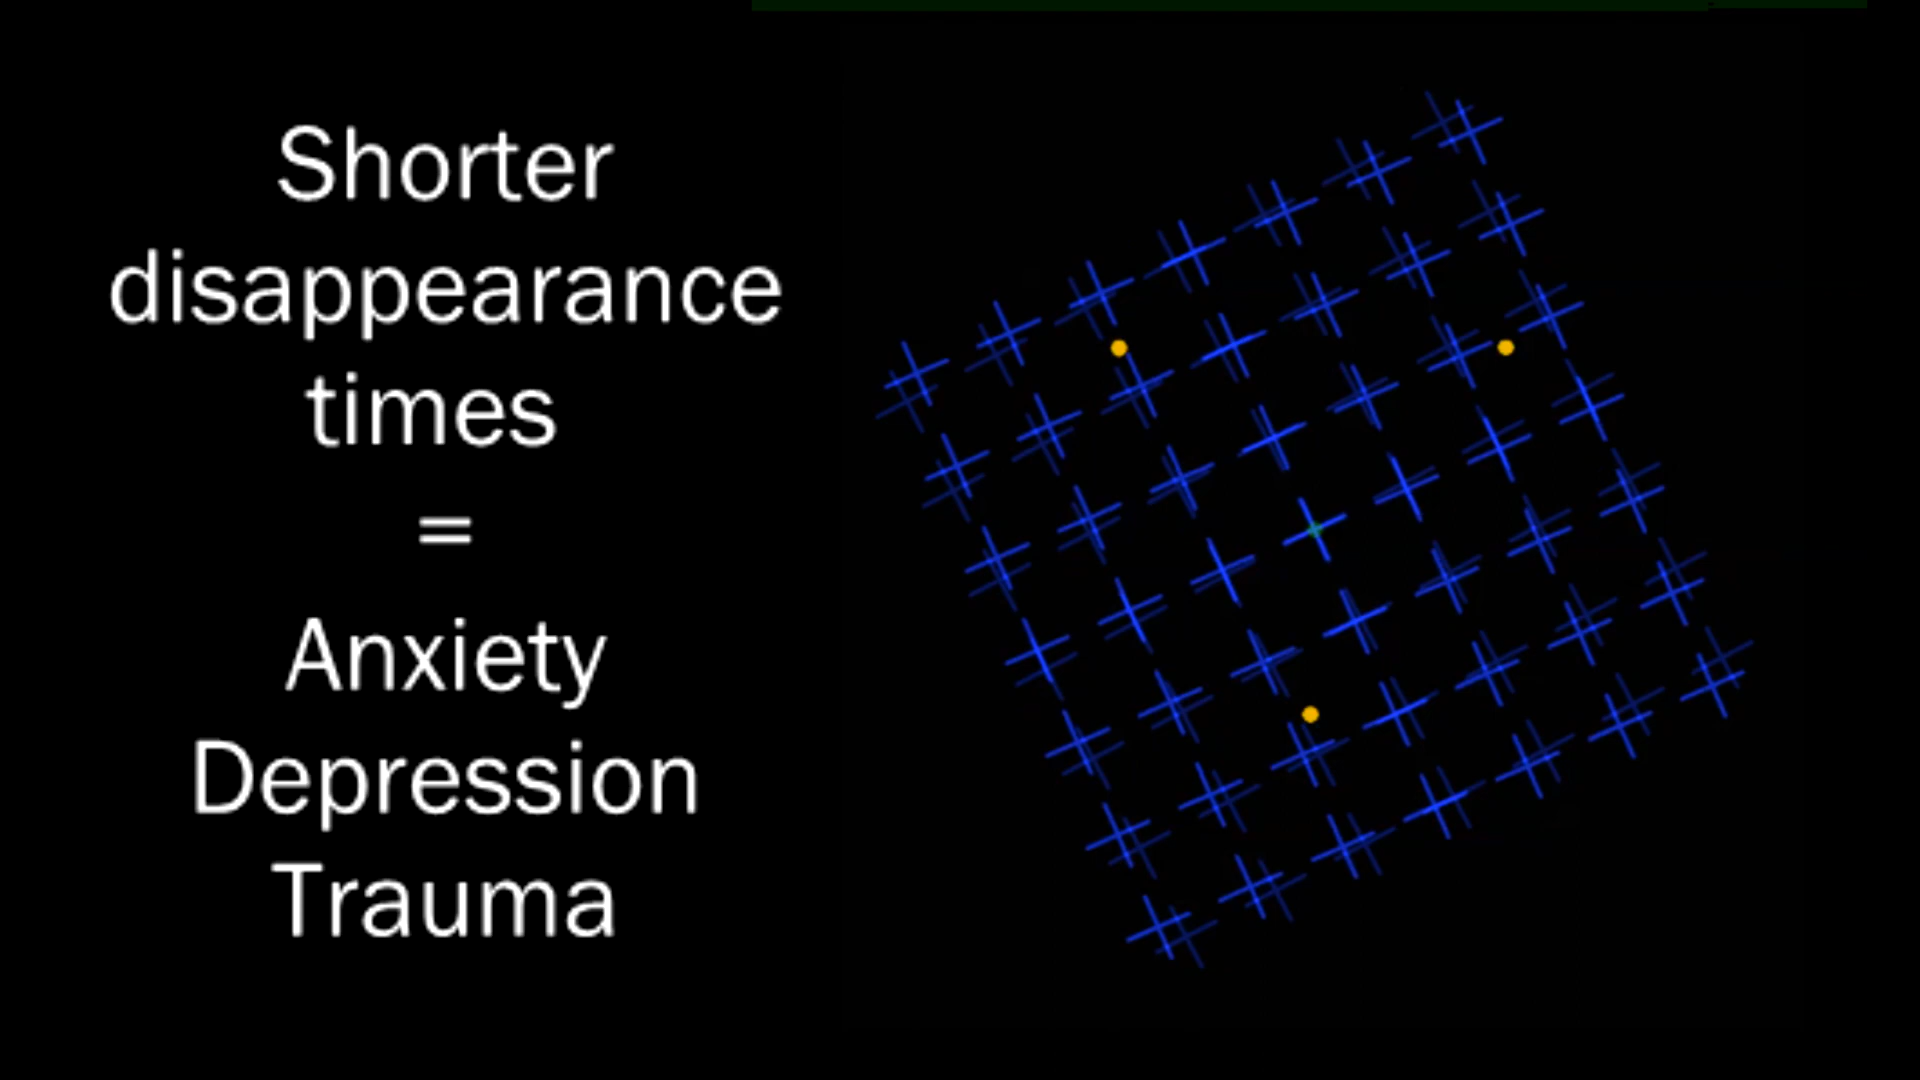 Shorter
disappearance
times
=
Anxiety
Depression
Trauma